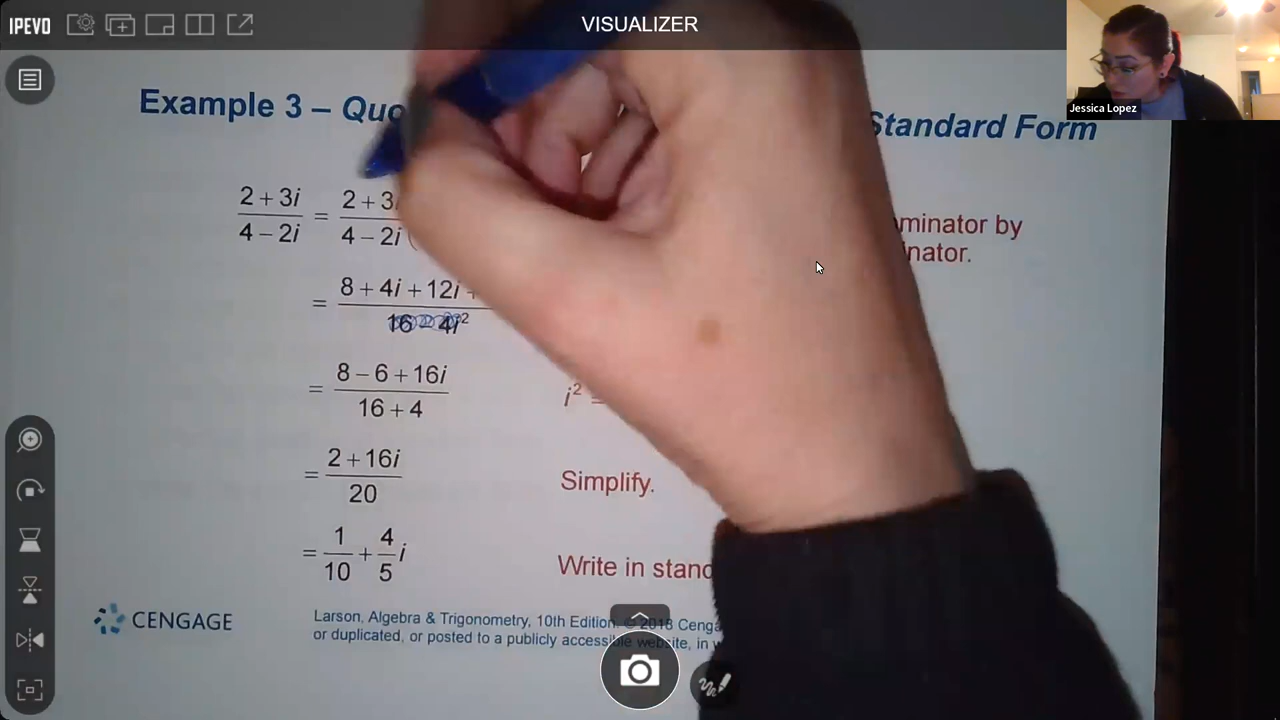 IPEVO
VISUALIZER
Jessica Lopez
Example 3 – Quo
Standard Form
2 + 3i
4 – 2i
=
2 + 3
4 – 2i (
minator by
inator.
=
8 + 4i + 12i +
16 – 4i²
=
8 – 6 + 16i
16 + 4
i² =
=
2 + 16i
20
Simplify.
=
1
10
+
4
5
i
Write in stand
CENGAGE
Larson, Algebra & Trigonometry, 10th Edition. © 2018 Cenga
or duplicated, or posted to a publicly accessible website, in w